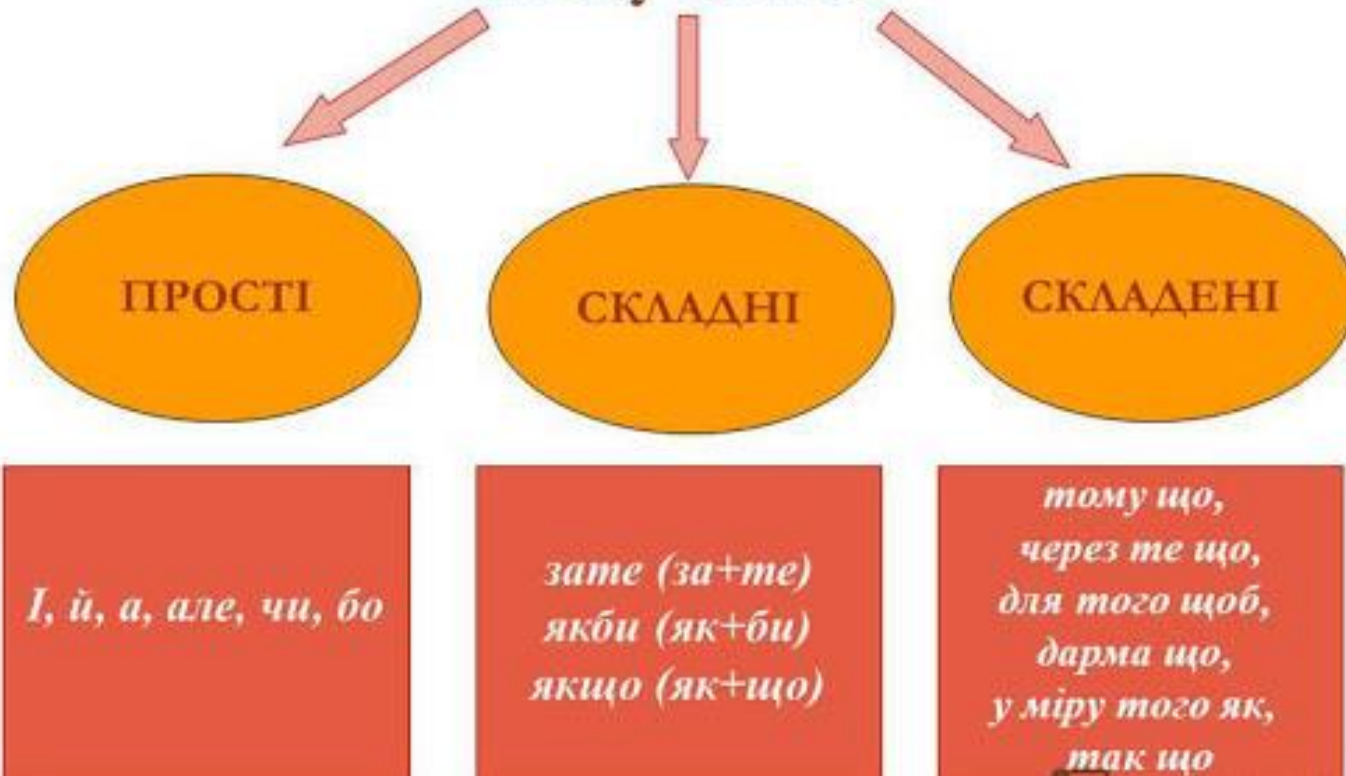 ПРОСТІ
СКЛАДНІ
СКЛАДЕНІ
І, й, а, але, чи, бо
зате (за+те)
якби (як+би)
якщо (як+що)
тому що,
через те що,
для того щоб,
дарма що,
у міру того як,
так що